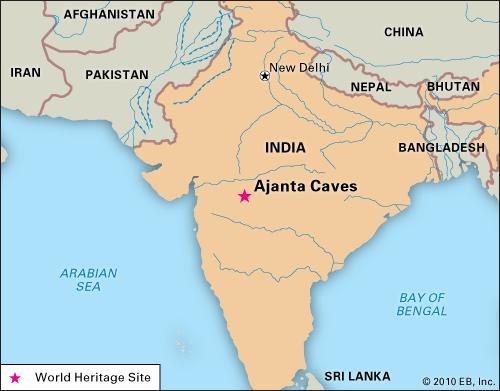 AFGHANISTAN
CHINA
IRAN
PAKISTAN
New Delhi
NEPAL
BHUTAN
INDIA
BANGLADESH
Ajanta Caves
ARABIAN
SEA
BAY OF
BENGAL
World Heritage Site
SRI LANKA
© 2010 EB, Inc.